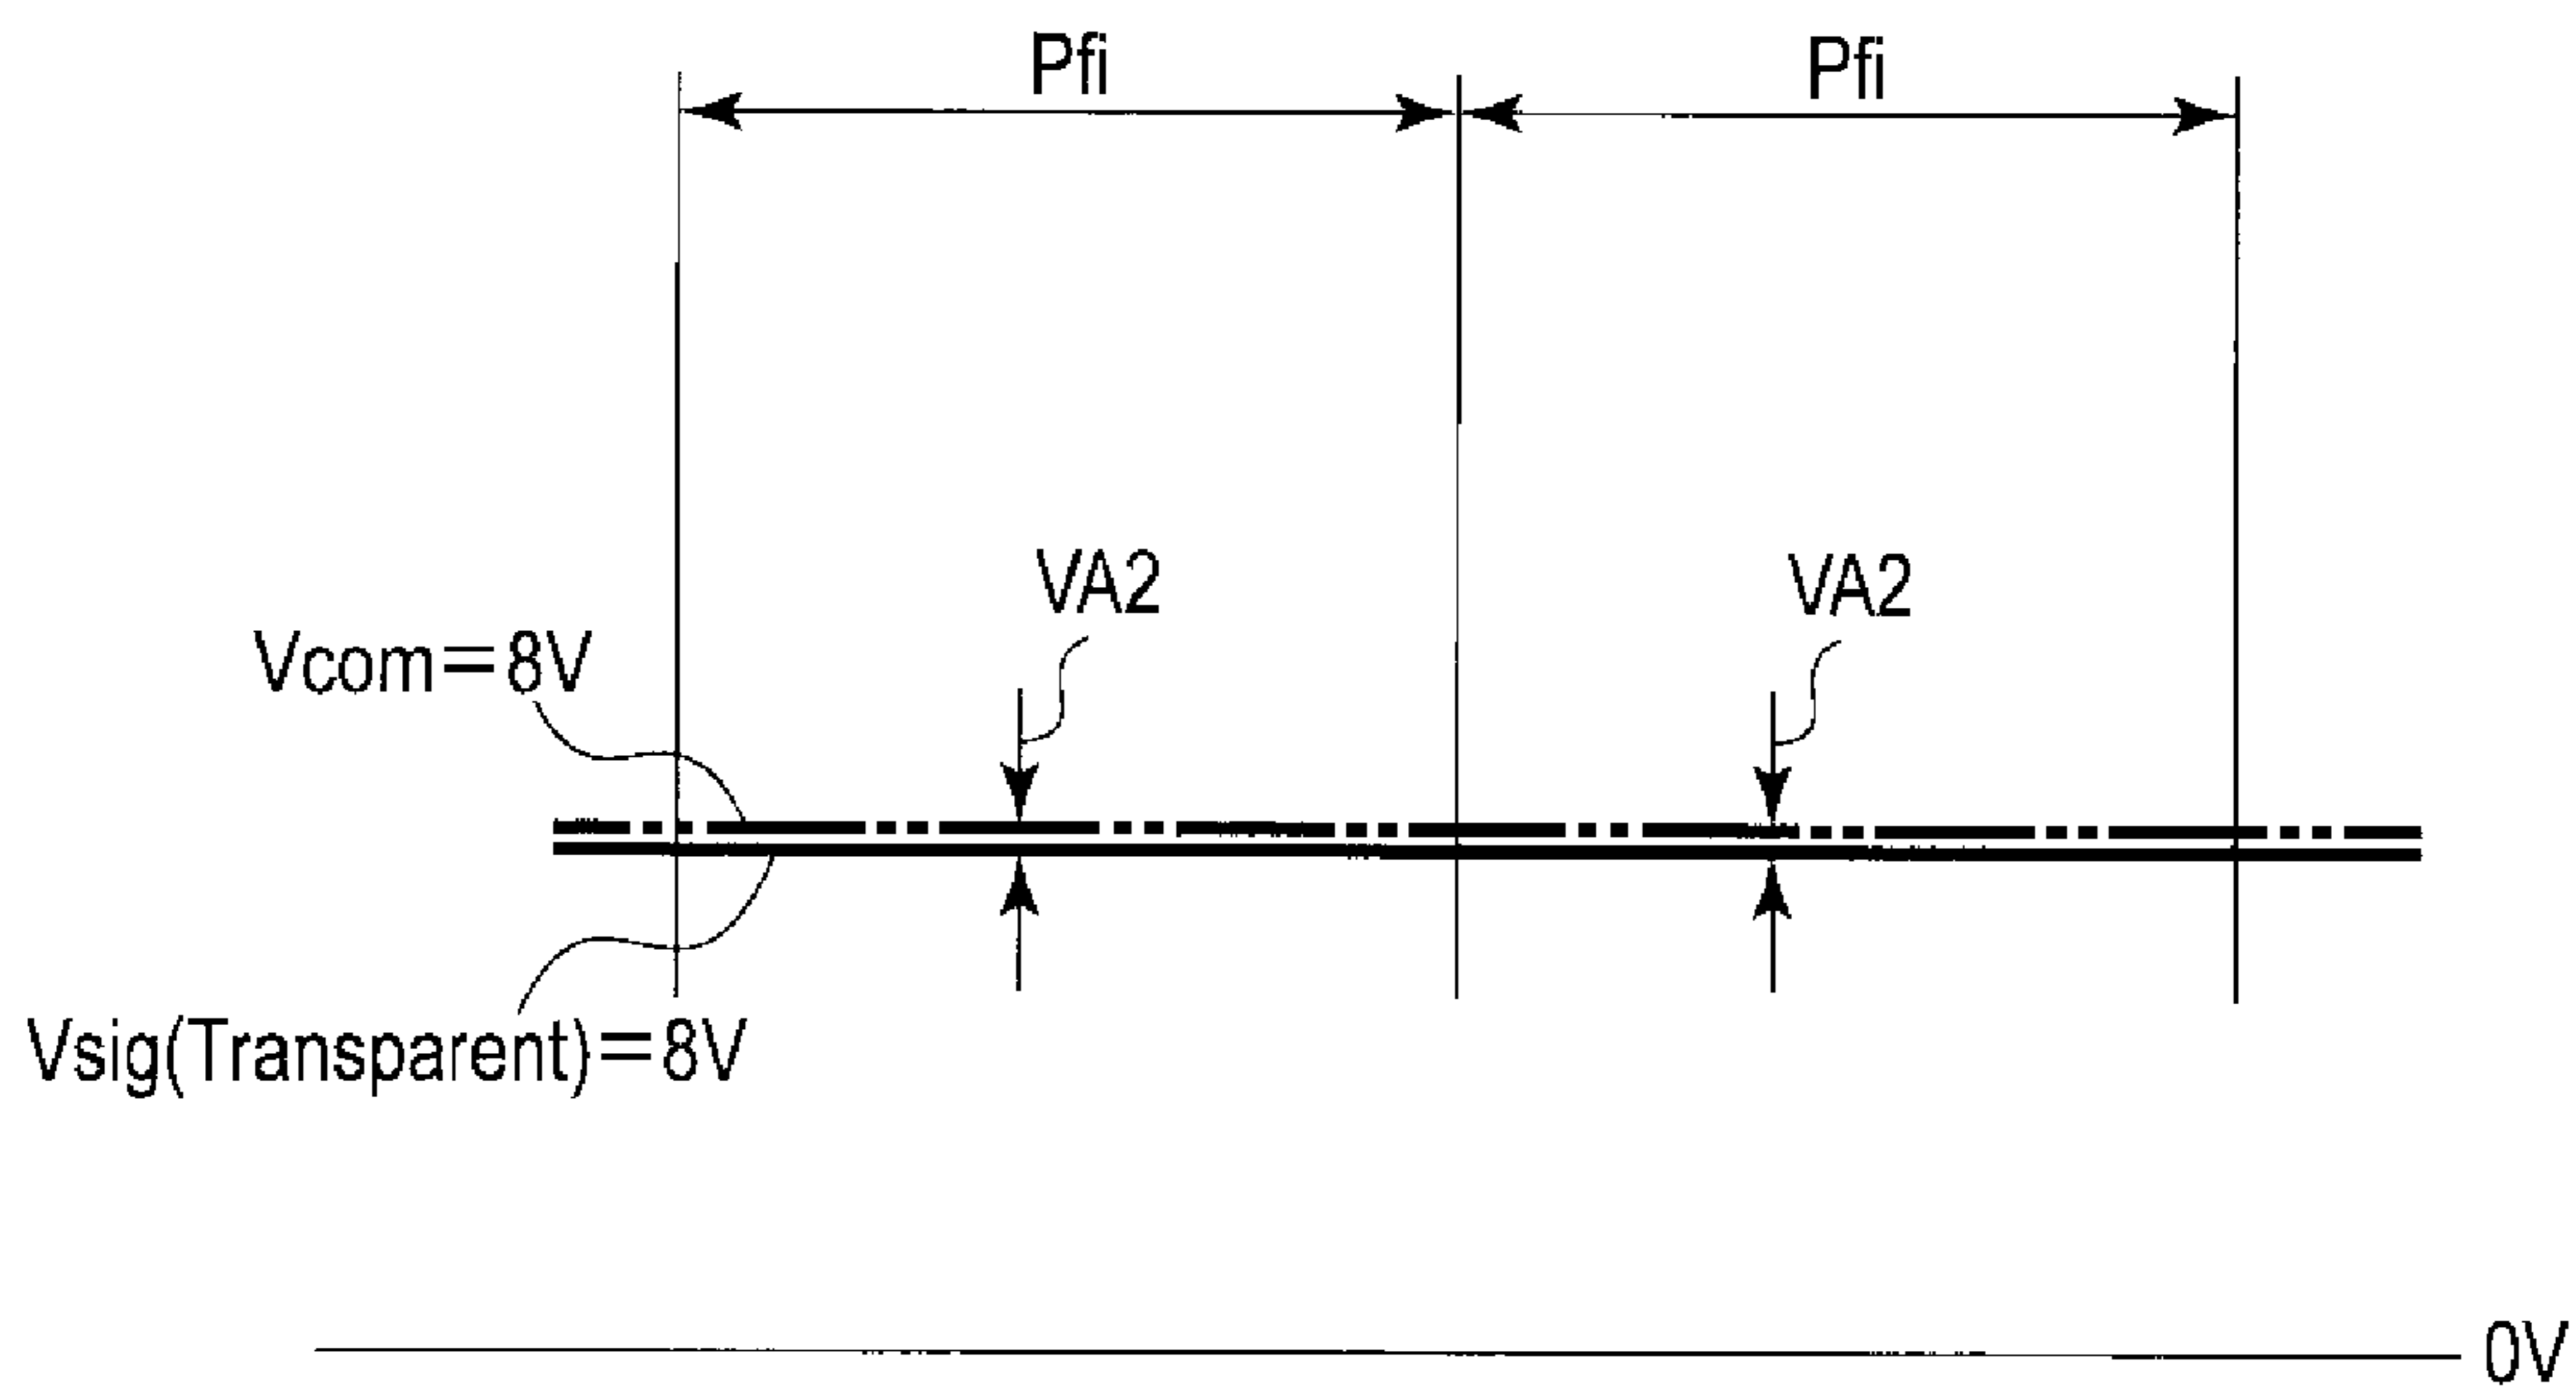 Pfi Pfi
VA2 VA2
Vcom=8V
Vsig(Transparent)=8V
0V